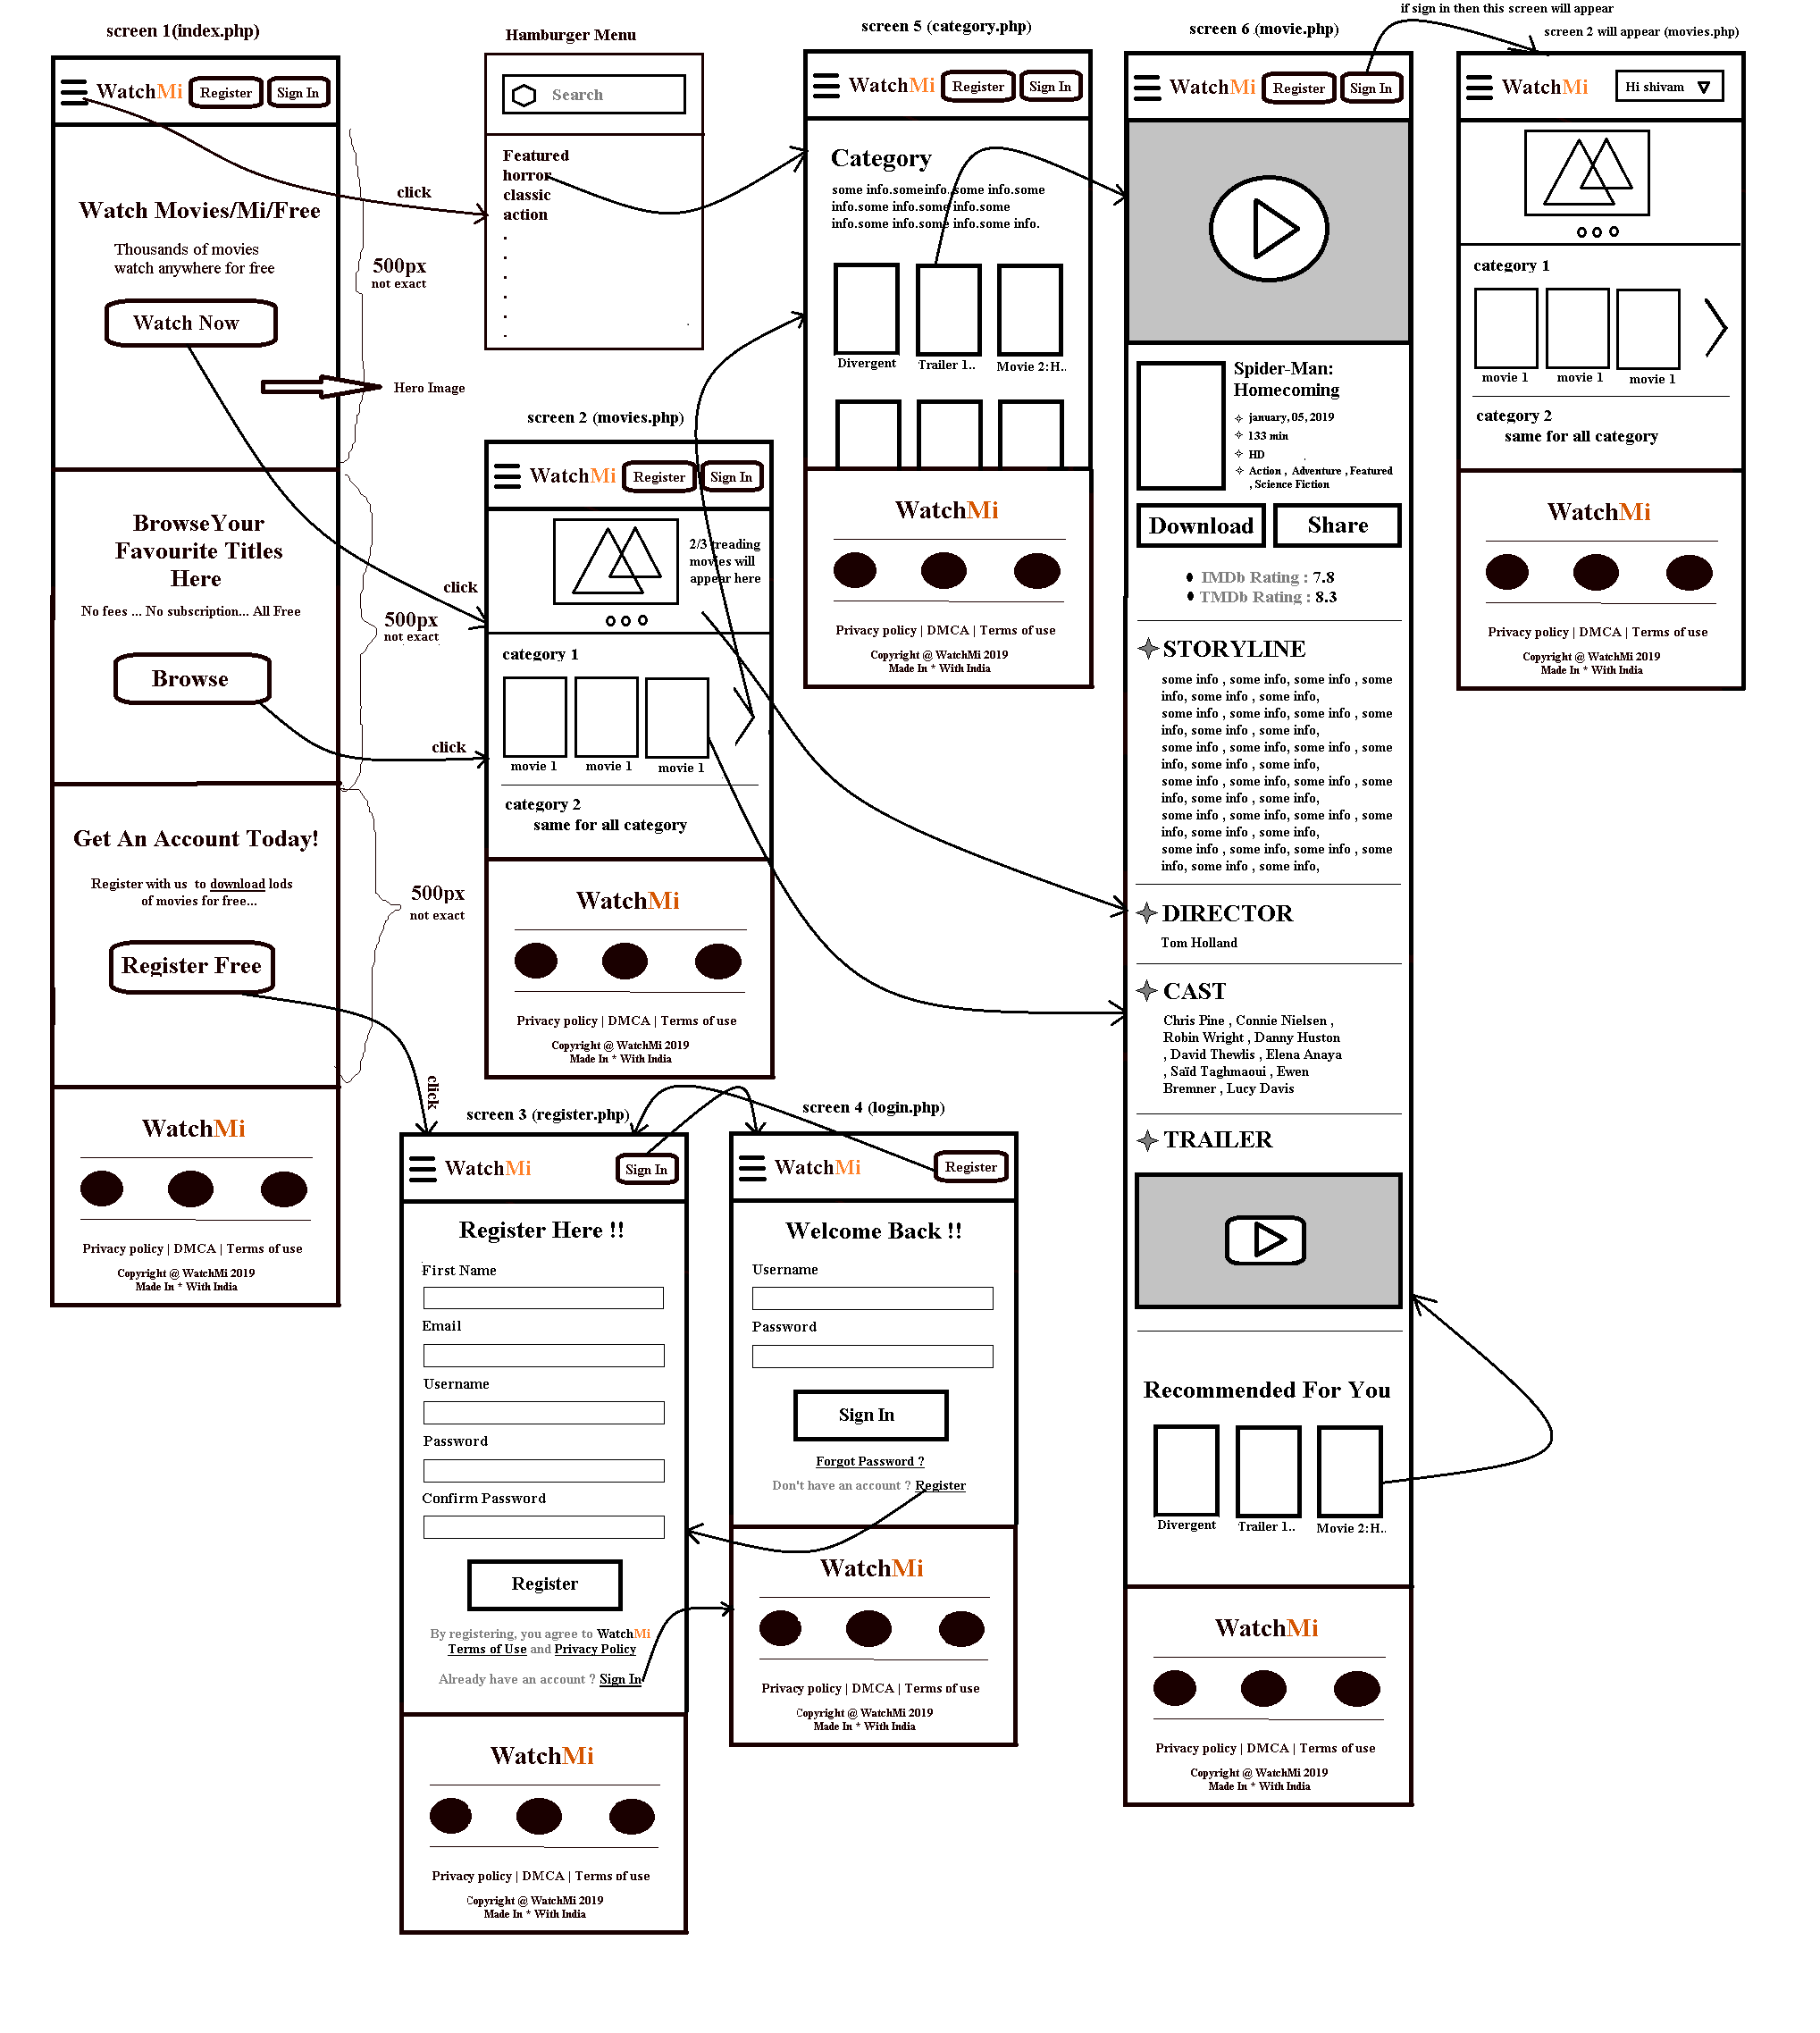 screen 1(index.php)
WatchMi
Register
Sign In
Watch Movies/Mi/Free
Thousands of movies
watch anywhere for free
Watch Now
500px
not exact
Hero Image
BrowseYour
Favourite Titles
Here
No fees ... No subscription... All Free
Browse
500px
not exact
Get An Account Today!
Register with us to download lods
of movies for free...
Register Free
500px
not exact
WatchMi
Privacy policy | DMCA | Terms of use
Copyright @ WatchMi 2019
Made In * With India
click
click
click
click
Hamburger Menu
Search
Featured
horror
classic
action
.
.
.
.
.
.
screen 2 (movies.php)
WatchMi
Register
Sign In
2/3 treading
movies will
appear here
category 1
movie 1
movie 1
movie 1
category 2
same for all category
WatchMi
Privacy policy | DMCA | Terms of use
Copyright @ WatchMi 2019
Made In * With India
screen 3 (register.php)
WatchMi
Sign In
Register Here !!
First Name
Email
Username
Password
Confirm Password
Register
By registering, you agree to WatchMi
Terms of Use and Privacy Policy
Already have an account ? Sign In
WatchMi
Privacy policy | DMCA | Terms of use
Copyright @ WatchMi 2019
Made In * With India
screen 4 (login.php)
WatchMi
Register
Welcome Back !!
Username
Password
Sign In
Forgot Password ?
Don't have an account ? Register
WatchMi
Privacy policy | DMCA | Terms of use
Copyright @ WatchMi 2019
Made In * With India
screen 5 (category.php)
WatchMi
Register
Sign In
Category
some info.someinfo. some info.some
info.some info.some info.some
info.some info.some info.some info.
Divergent
Trailer 1..
Movie 2:H..
WatchMi
Privacy policy | DMCA | Terms of use
Copyright @ WatchMi 2019
Made In * With India
screen 6 (movie.php)
WatchMi
Register
Sign In
Spider-Man:
Homecoming
january,05, 2019
133 min
HD
Action , Adventure , Featured
, Science Fiction
Download
Share
IMDb Rating : 7.8
TMDb Rating : 8.3
STORYLINE
some info , some info, some info , some
info, some info , some info,
some info , some info, some info , some
info, some info , some info,
some info , some info, some info , some
info, some info , some info,
some info , some info, some info , some
info, some info , some info,
some info , some info, some info , some
info, some info , some info,
some info , some info, some info , some
info, some info , some info,
DIRECTOR
Tom Holland
CAST
Chris Pine , Connie Nielsen ,
Robin Wright , Danny Huston
, David Thewlis , Elena Anaya
, Saïd Taghmaoui , Ewen
Bremner , Lucy Davis
TRAILER
Recommended For You
Divergent
Trailer 1..
Movie 2:H..
WatchMi
Privacy policy | DMCA | Terms of use
Copyright @ WatchMi 2019
Made In * With India
if sign in then this screen will appear
screen 2 will appear (movies.php)
WatchMi
Hi shivam
category 1
movie 1
movie 1
movie 1
category 2
same for all category
WatchMi
Privacy policy | DMCA | Terms of use
Copyright @ WatchMi 2019
Made In * With India